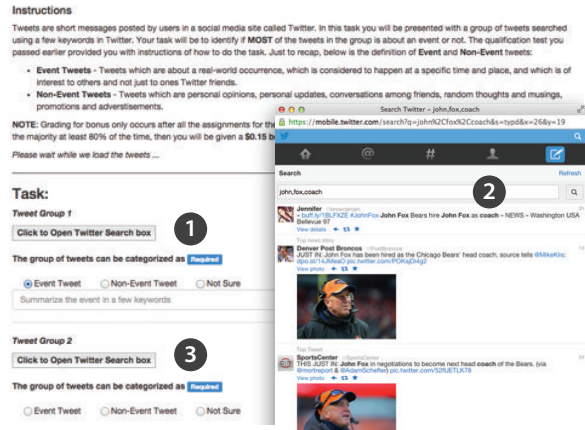 Instructions
Tweets are short messages posted by users in a social media site called Twitter. In this task you will be presented with a group of tweets searched
using a few keywords in Twitter. Your task will be to identify if MOST of the tweets in the group is about an event or not. The qualification test you
passed earlier provided you with instructions of how to do the task. Just to recap, below is the definition of Event and Non-Event tweets:
• Event Tweets - Tweets which are about a real-world occurrence, which is considered to happen at a specific time and place, and which is of
interest to others and not just to ones Twitter friends.
• Non-Event Tweets - Tweets which are personal opinions, personal updates, conversations among friends, random thoughts and musings,
promotions and advertisements.
NOTE: Grading for bonus only occurs after all the assignments for the
the majority at least 80% of the time, then you will be given a $0.15 b
Please wait while we load the tweets ...
Task:
Tweet Group 1
Click to Open Twitter Search box
1
The group of tweets can be categorized as Required
Event Tweet Non-Event Tweet Not Sure
Summarize the event in a few keywords
Tweet Group 2
Click to Open Twitter Search box
3
The group of tweets can be categorized as Required
Event Tweet Non-Event Tweet Not Sure
Search Twitter - john,fox,coach
https://mobile.twitter.com/search?q=john%2Cfox%2Ccoach&s=typd&x=26&y=19
@ #
Search Refresh
john,fox,coach
2
Jennifer
#JohnFox John Fox Bears hire John Fox as coach - NEWS - Washington USA
Bellevue 97
View details
Top news story
Denver Post Broncos
JUST IN: John Fox has been hired as the Chicago Bears' head coach, source tells @MikeKlis:
View photo
Top Tweet
SportsCenter @SportsCenter
THIS JUST IN: John Fox in negotiations to become next head coach of the Bears. (via
@mortreport & @AdamSchefter) pic.twitter.com/52fUETLK78
View photo